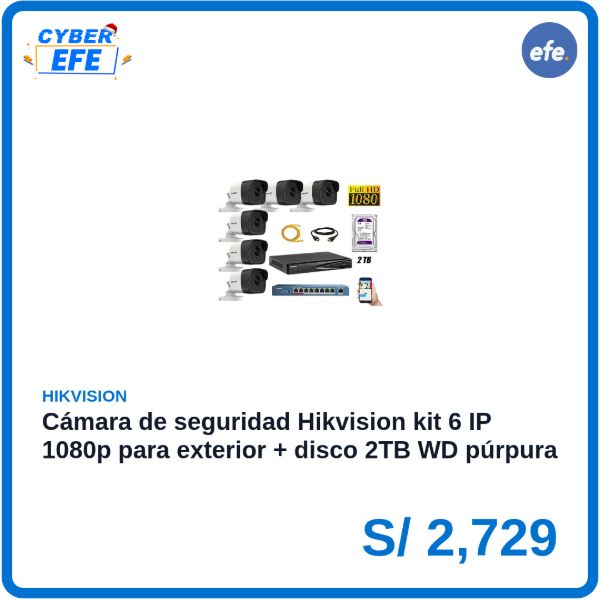 CYBER
EFE
efe.
Full HD
1080
2 TB
HIKVISION
Cámara de seguridad Hikvision kit 6 IP
1080p para exterior + disco 2TB WD púrpura
S/ 2,729